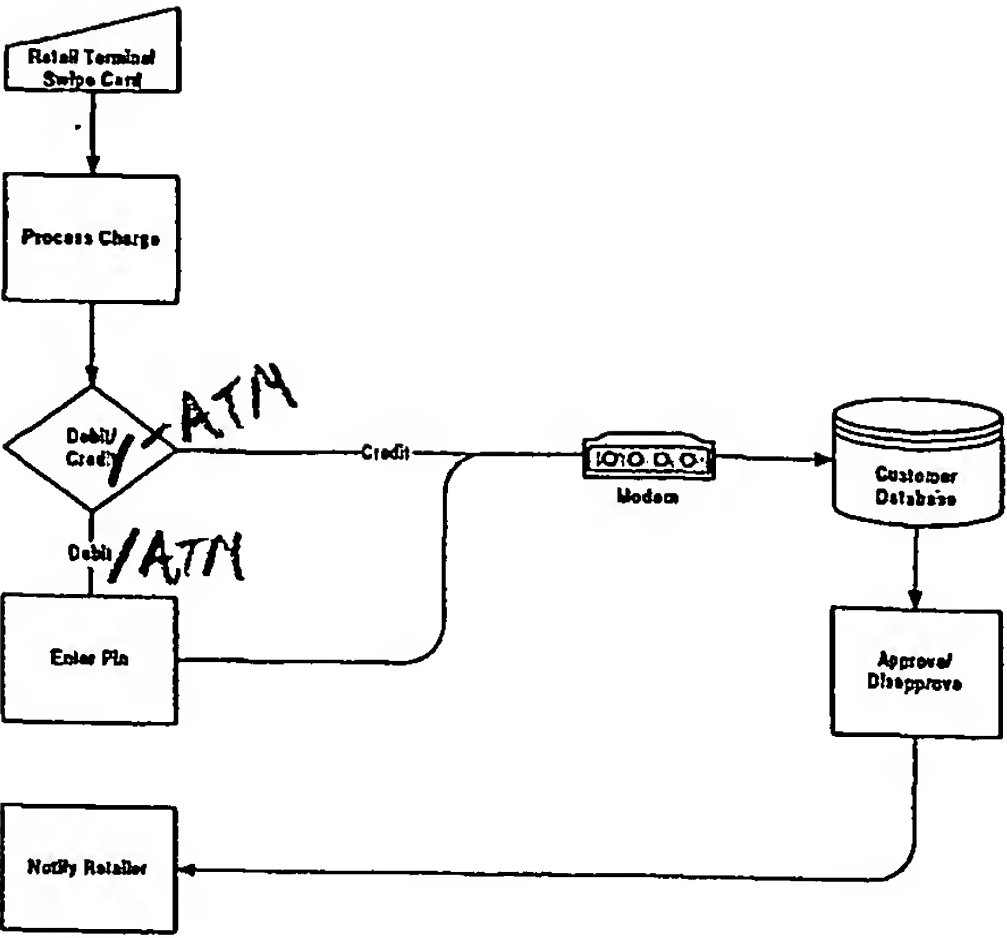 Retail Terminal
Swipe Card
Process Charge
Debit/
Credit / ATM
Credit
Modem
Customer
Database
Debit / ATM
Enter Pin
Approve/
Disapprove
Notify Retailer